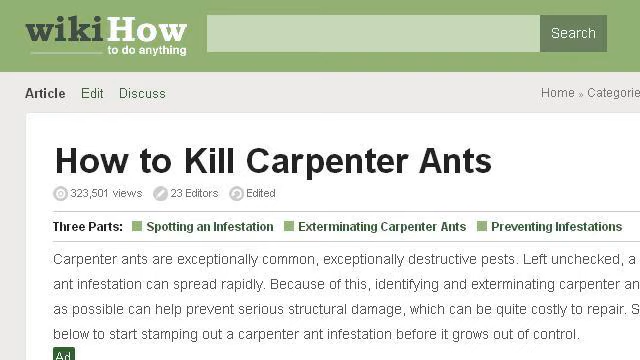 wikiHow
to do anything
Search
Article Edit Discuss
Home » Categorie
How to Kill Carpenter Ants
323,501 views 23 Editors Edited
Three Parts: Spotting an Infestation Exterminating Carpenter Ants Preventing Infestations
Carpenter ants are exceptionally common, exceptionally destructive pests. Left unchecked, a
ant infestation can spread rapidly. Because of this, identifying and exterminating carpenter an
as possible can help prevent serious structural damage, which can be quite costly to repair. S
below to start stamping out a carpenter ant infestation before it grows out of control.
Ad